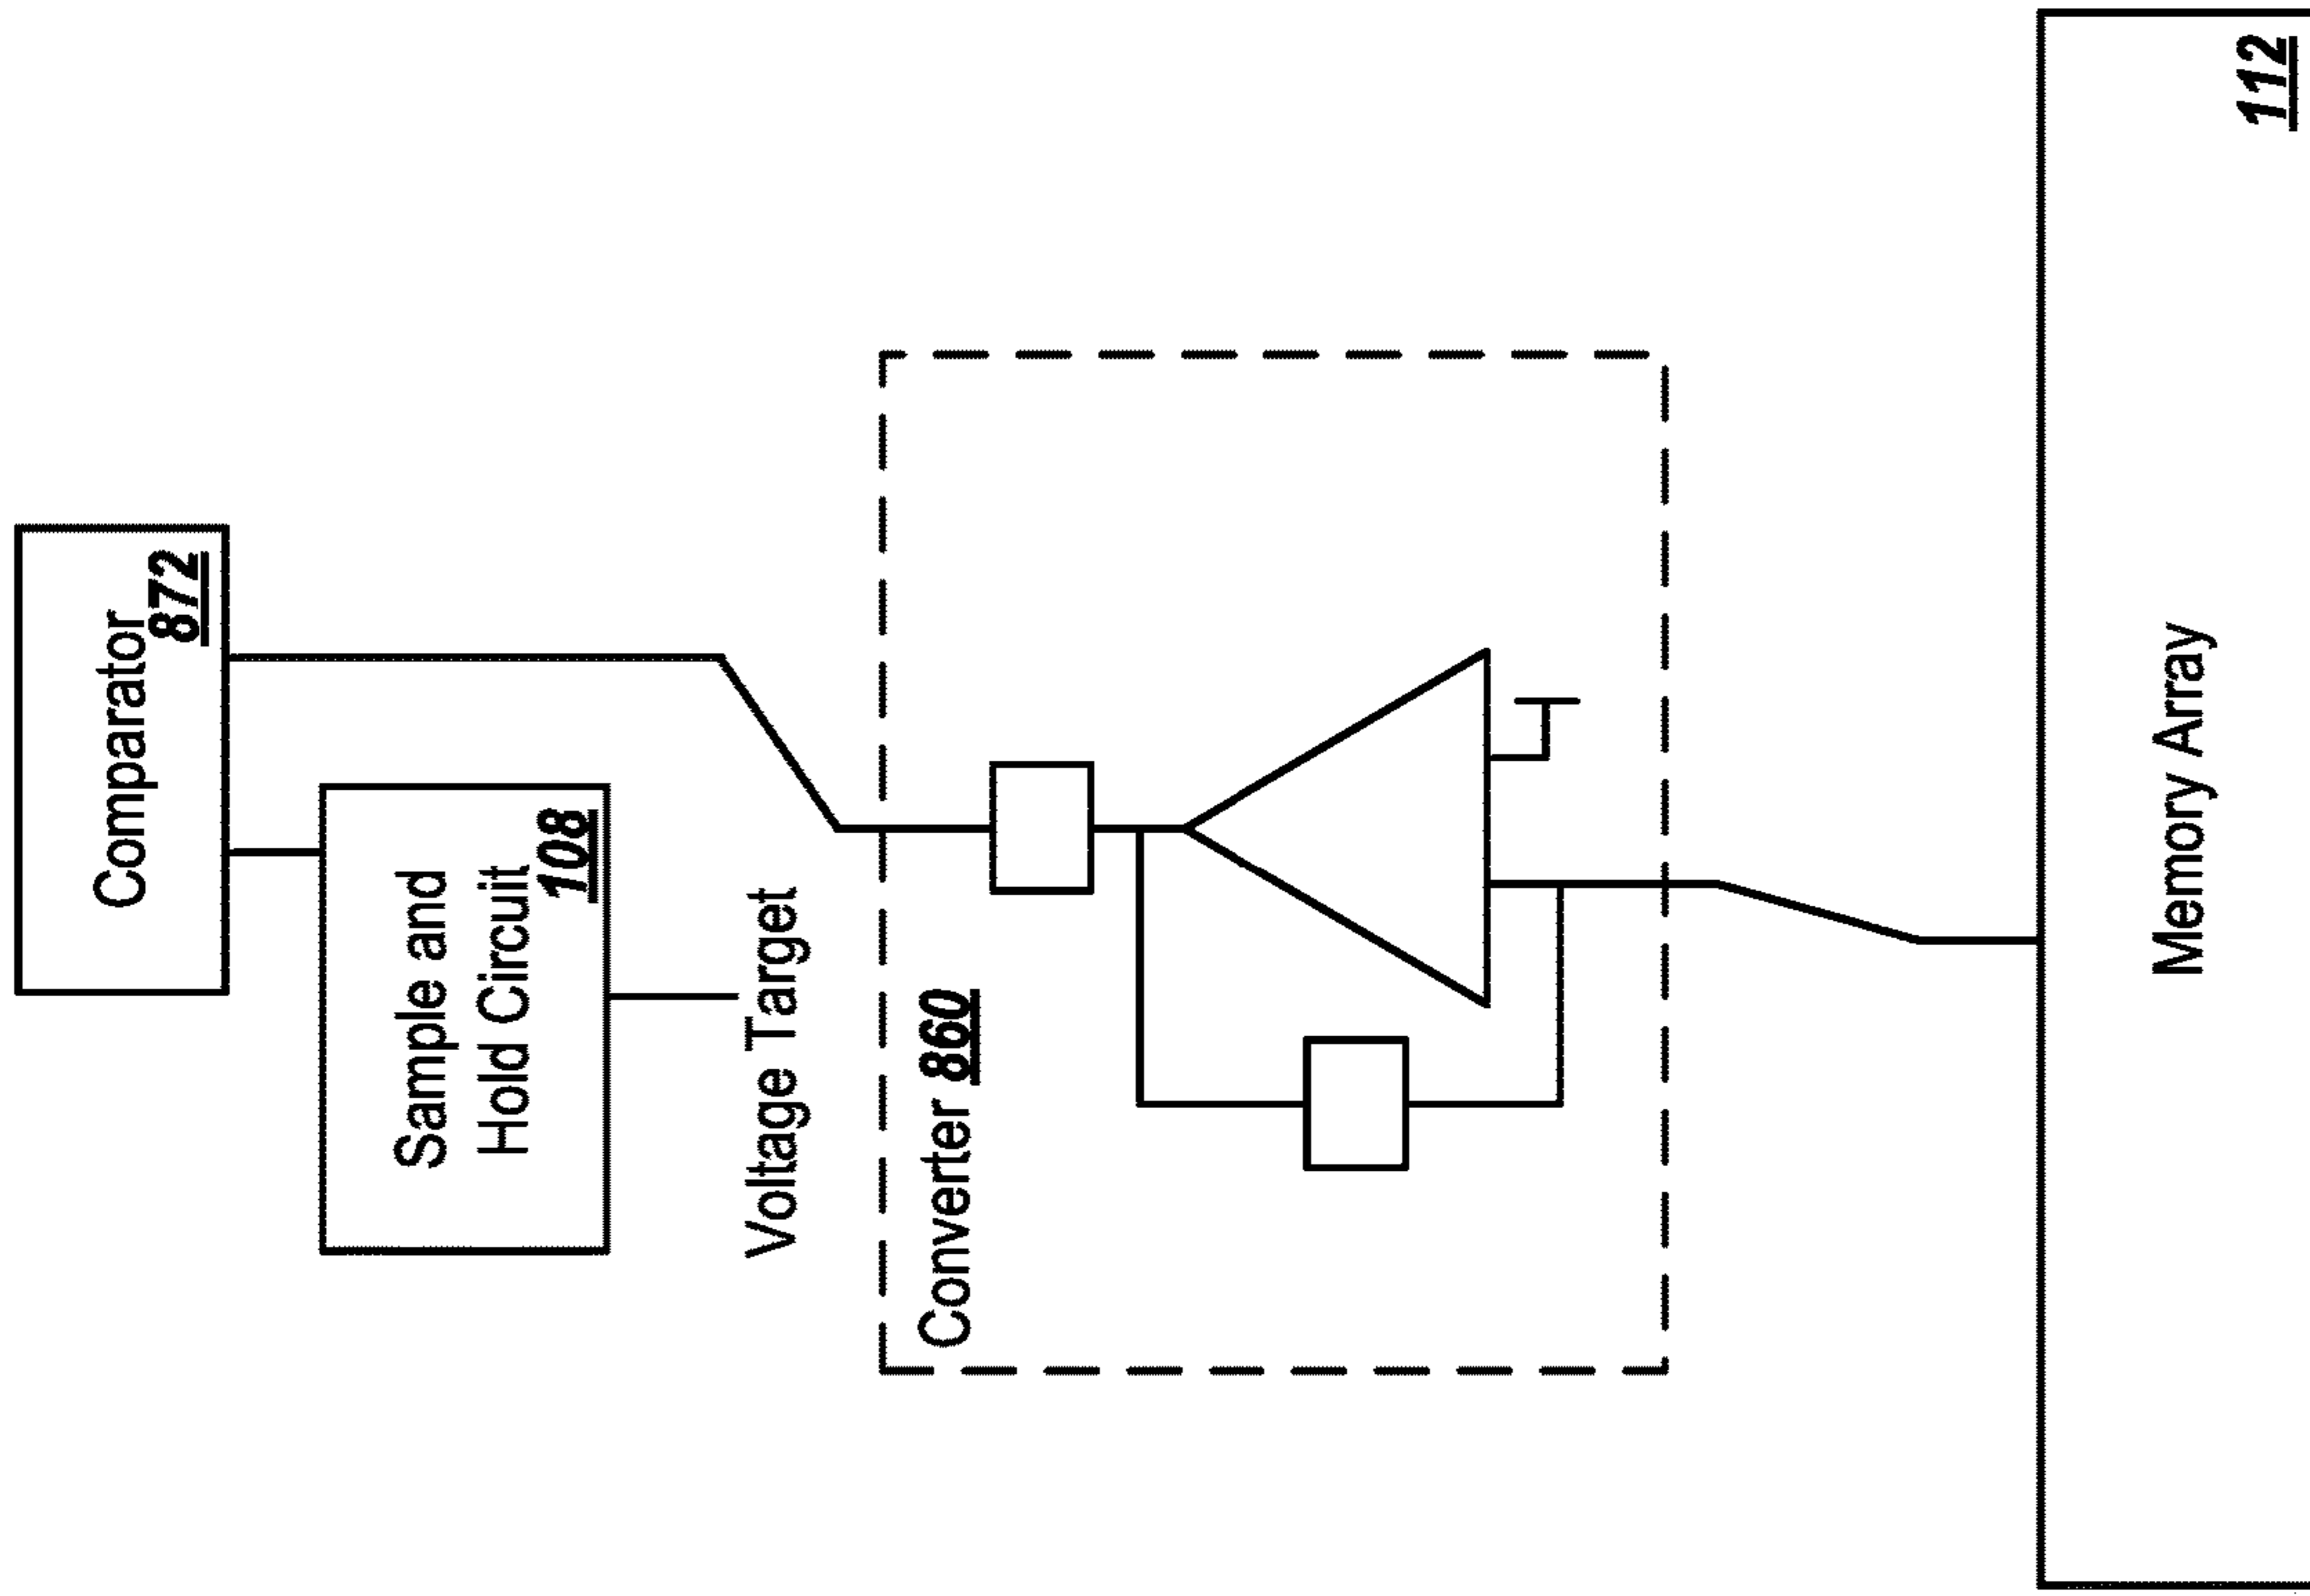 Comparator
872
Sample and
Hold Circuit
108
Voltage Target
Converter 860
Memory Array
112